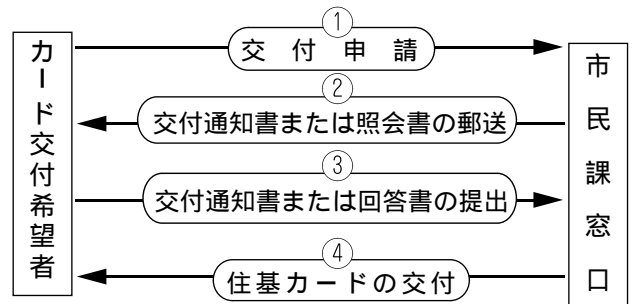 カード交付希望者
①
交付申請
②
交付通知書または照会書の郵送
③
交付通知書または回答書の提出
④
住基カードの交付
市民課窓口